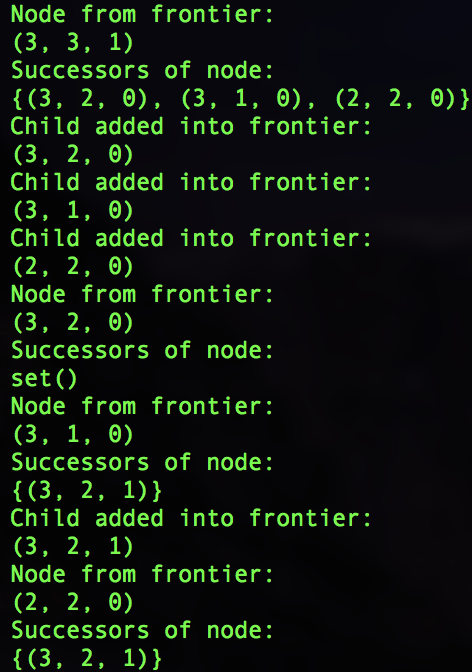 Node from frontier:
(3, 3, 1)
Successors of node:
{(3, 2, 0), (3, 1, 0), (2, 2, 0)}
Child added into frontier:
(3, 2, 0)
Child added into frontier:
(3, 1, 0)
Child added into frontier:
(2, 2, 0)
Node from frontier:
(3, 2, 0)
Successors of node:
set()
Node from frontier:
(3, 1, 0)
Successors of node:
{(3, 2, 1)}
Child added into frontier:
(3, 2, 1)
Node from frontier:
(2, 2, 0)
Successors of node:
{(3, 2, 1)}